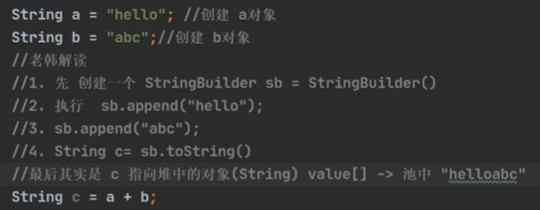 String a = "hello"; //创建 a对象
String b = "abc";//创建 b对象
//老韩解读
//1. 先 创建一个 StringBuilder sb = StringBuilder()
//2. 执行  sb.append("hello");
//3. sb.append("abc");
//4. String c= sb.toString()
//最后其实是 c 指向堆中的对象(String) value[] -> 池中 "helloabc"
String c = a + b;